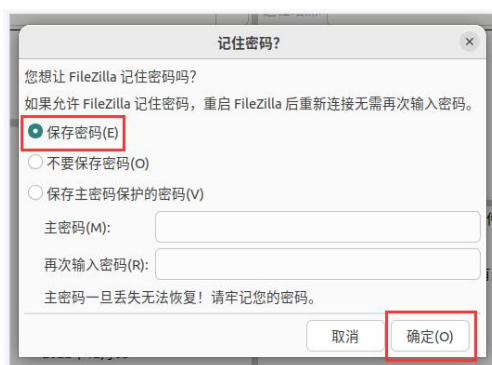 记住密码?
×
您想让 FileZilla 记住密码吗?
如果允许 FileZilla 记住密码，重启 FileZilla 后重新连接无需再次输入密码。
保存密码(E)
不要保存密码(O)
保存主密码保护的密码(V)
主密码(M):
再次输入密码(R):
主密码一旦丢失无法恢复！请牢记您的密码。
取消 确定(O)